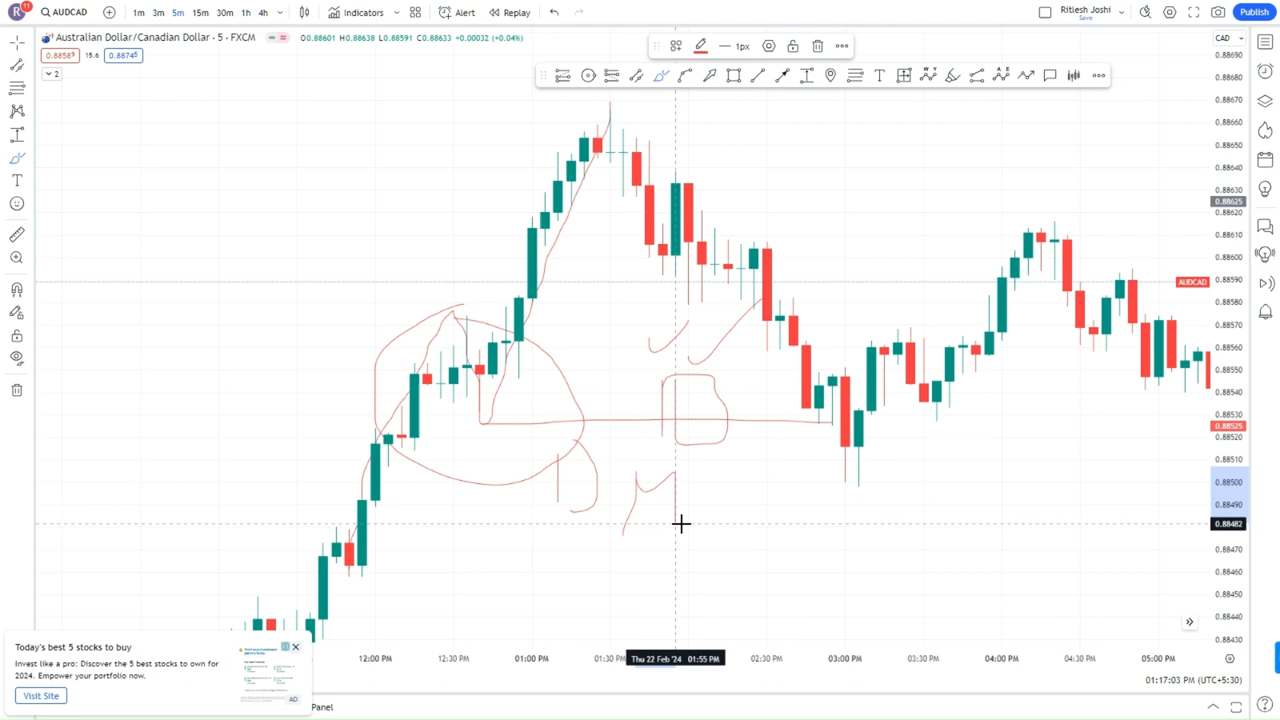 R 11 AUDCAD 1m 3m 5m 15m 30m 1h 4h Indicators Alert Replay Ritiesh Joshi Save Publish
Australian Dollar/Canadian Dollar · 5 · FXCM O0.88601 H0.88638 L0.88591 C0.88633 +0.00032 (+0.04%)
1px
CAD
0.88585 15.6 0.88745
2
T
0.88690
0.88680
0.88670
0.88660
0.88650
0.88640
0.88630
0.88625
0.88620
0.88610
0.88600
0.88590
AUDCAD
0.88580
0.88570
0.88560
0.88550
0.88540
0.88530
0.88525
0.88520
0.88510
0.88500
0.88490
0.88482
0.88470
0.88460
0.88450
0.88440
0.88430
DM
Today's best 5 stocks to buy
Invest like a pro: Discover the 5 best stocks to own for
2024. Empower your portfolio now.
Visit Site
AD
12:00 PM 12:30 PM 01:00 PM 01:30 PM Thu 22 Feb '24 01:55 PM 02:30 PM 03:00 PM 03:30 PM 04:00 PM 04:30 PM 05:00 PM
01:17:03 PM (UTC+5:30)
Panel